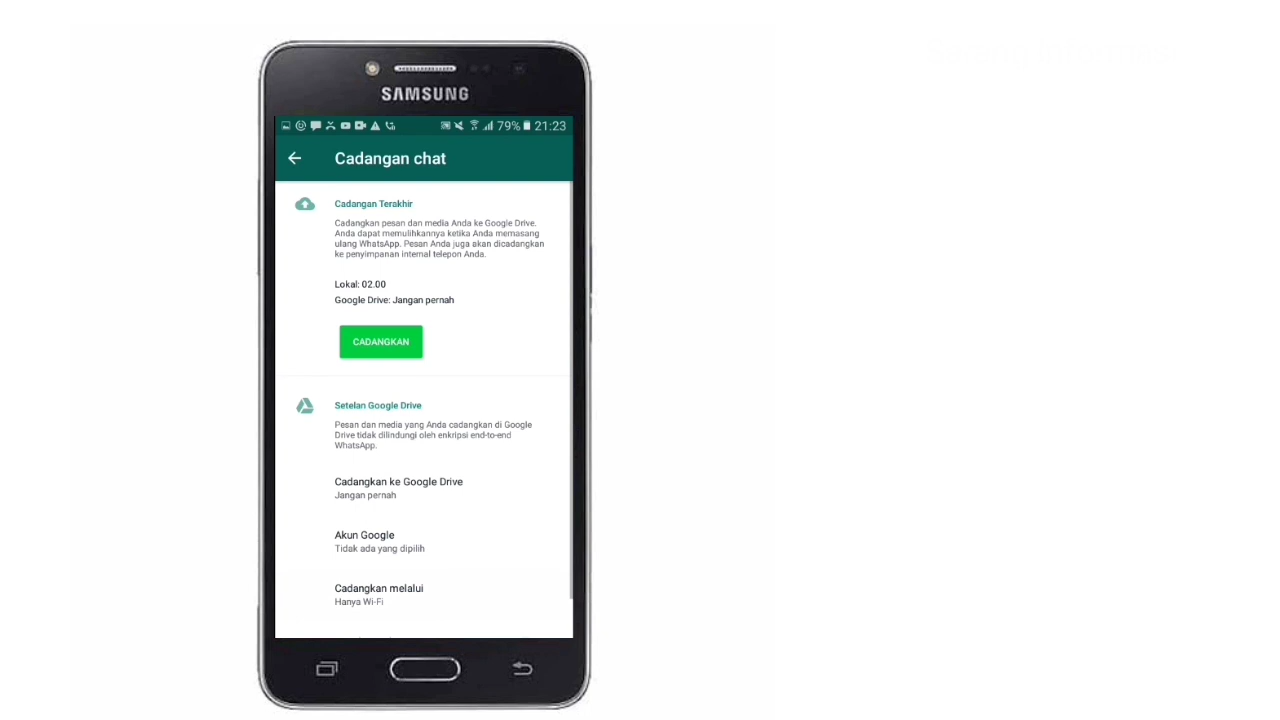 SAMSUNG
79% 21:23
Cadangan chat
Cadangan Terakhir
Cadangkan pesan dan media Anda ke Google Drive.
Anda dapat memulihkannya ketika Anda memasang
ulang WhatsApp. Pesan Anda juga akan dicadangkan
ke penyimpanan internal telepon Anda.
Lokal: 02.00
Google Drive: Jangan pernah
CADANGKAN
Setelan Google Drive
Pesan dan media yang Anda cadangkan di Google
Drive tidak dilindungi oleh enkripsi end-to-end
WhatsApp.
Cadangkan ke Google Drive
Jangan pernah
Akun Google
Tidak ada yang dipilih
Cadangkan melalui
Hanya Wi-Fi